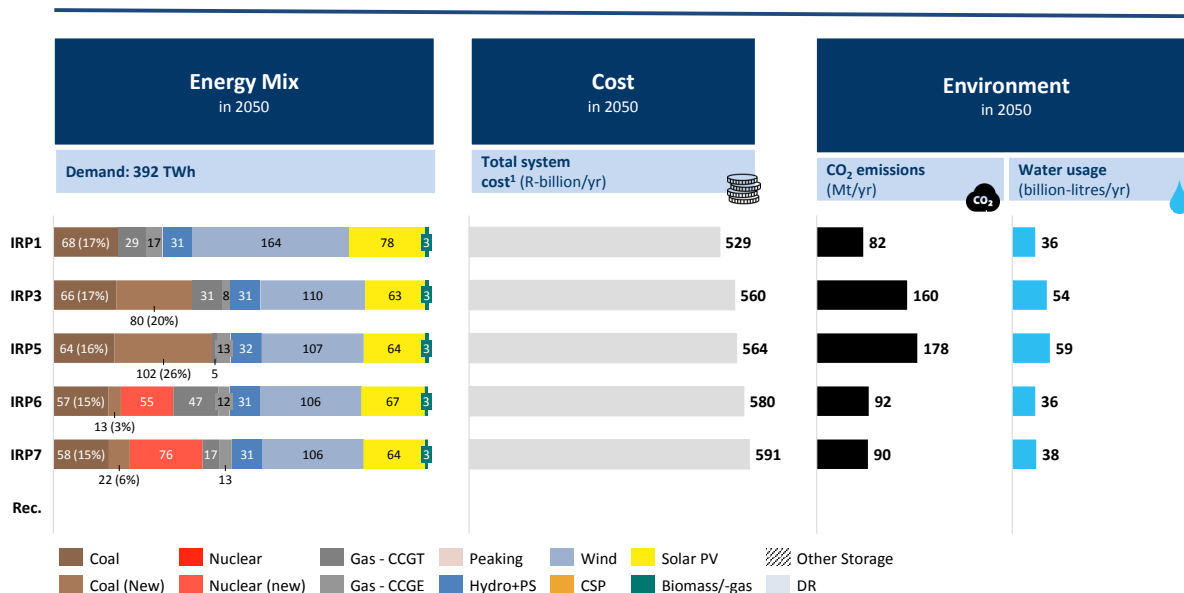 Energy Mix
in 2050
Cost
in 2050
Environment
in 2050
Demand: 392 TWh
Total system
cost¹ (R-billion/yr)
CO₂ emissions
(Mt/yr)
CO₂
Water usage
(billion-litres/yr)
IRP1 68 (17%) 29 17 31 164 78 3 529 82 36
IRP3 66 (17%) 31 8 31 110 63 3 560 160 54
80 (20%)
IRP5 64 (16%) 13 32 107 64 3 564 178 59
102 (26%) 5
IRP6 57 (15%) 55 47 12 31 106 67 3 580 92 36
13 (3%)
IRP7 58 (15%) 76 17 31 106 64 3 591 90 38
22 (6%) 13
Rec.
Coal Nuclear Gas - CCGT Peaking Wind Solar PV Other Storage
Coal (New) Nuclear (new) Gas - CCGE Hydro+PS CSP Biomass/-gas DR